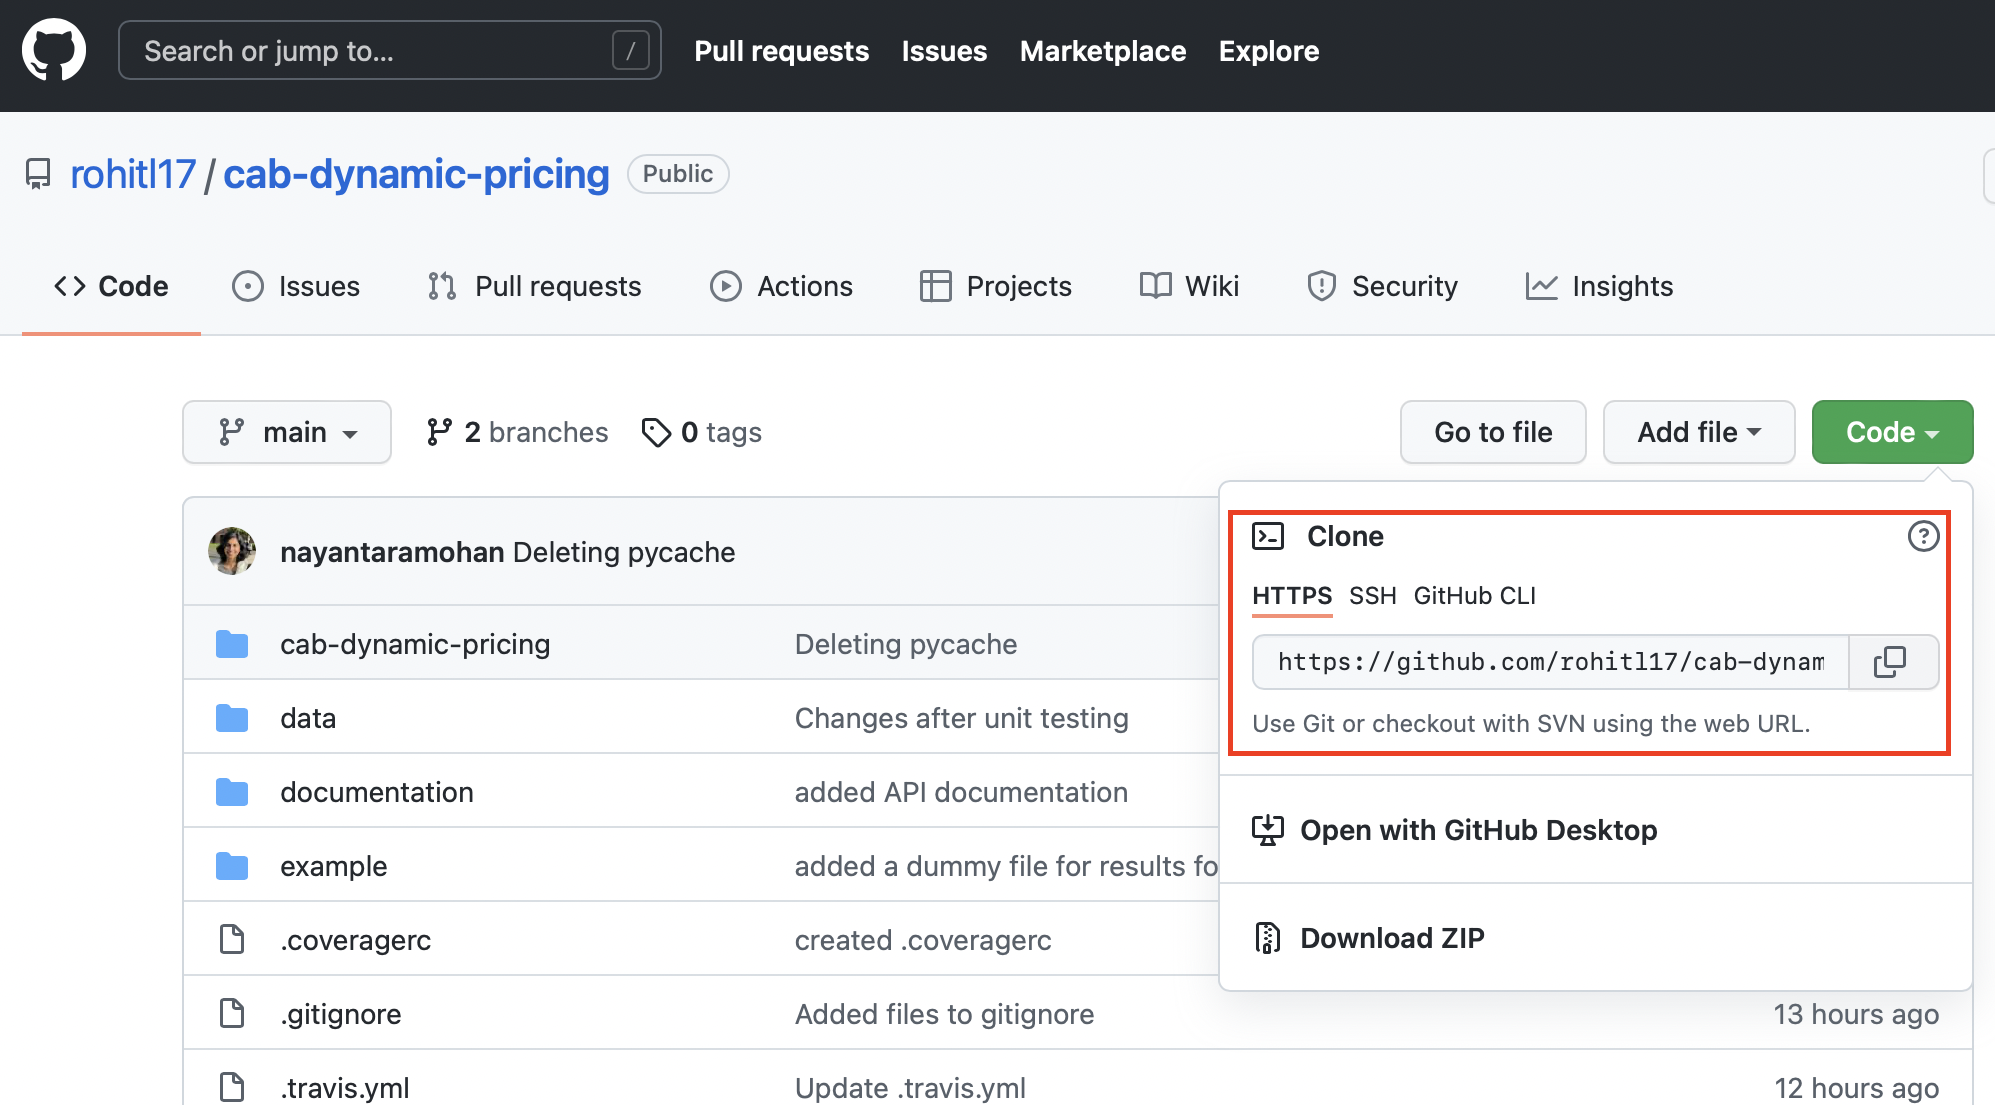 Search or jump to... /
Pull requests Issues Marketplace Explore
rohitl17 / cab-dynamic-pricing Public
Code Issues Pull requests Actions Projects Wiki Security Insights
main 2 branches 0 tags Go to file Add file Code
nayantaramohan Deleting pycache
cab-dynamic-pricing Deleting pycache
data Changes after unit testing
documentation added API documentation
example added a dummy file for results fo
.coveragerc created .coveragerc
.gitignore Added files to gitignore 13 hours ago
.travis.yml Update .travis.yml 12 hours ago
Clone ?
HTTPS SSH GitHub CLI
https://github.com/rohitl17/cab-dynam
Use Git or checkout with SVN using the web URL.
Open with GitHub Desktop
Download ZIP